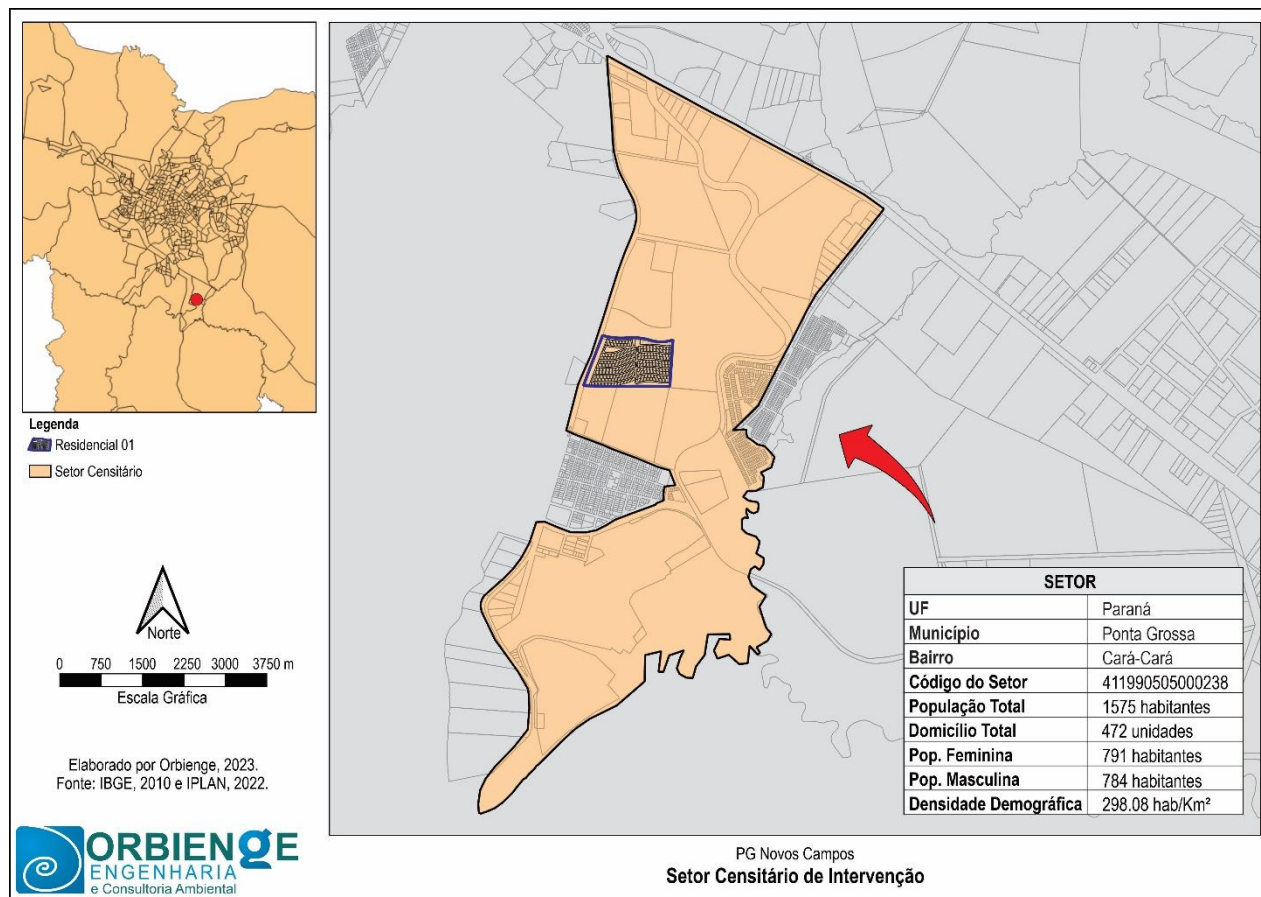 Legenda
Residencial 01
Setor Censitário
Norte
0 750 1500 2250 3000 3750 m
Escala Gráfica
Elaborado por Orbienge, 2023.
Fonte: IBGE, 2010 e IPLAN, 2022.
ORBIENGE
ENGENHARIA
e Consultoria Ambiental
SETOR
UF Paraná
Município Ponta Grossa
Bairro Cará-Cará
Código do Setor 411990505000238
População Total 1575 habitantes
Domicílio Total 472 unidades
Pop. Feminina 791 habitantes
Pop. Masculina 784 habitantes
Densidade Demográfica 298.08 hab/Km²
PG Novos Campos
Setor Censitário de Intervenção